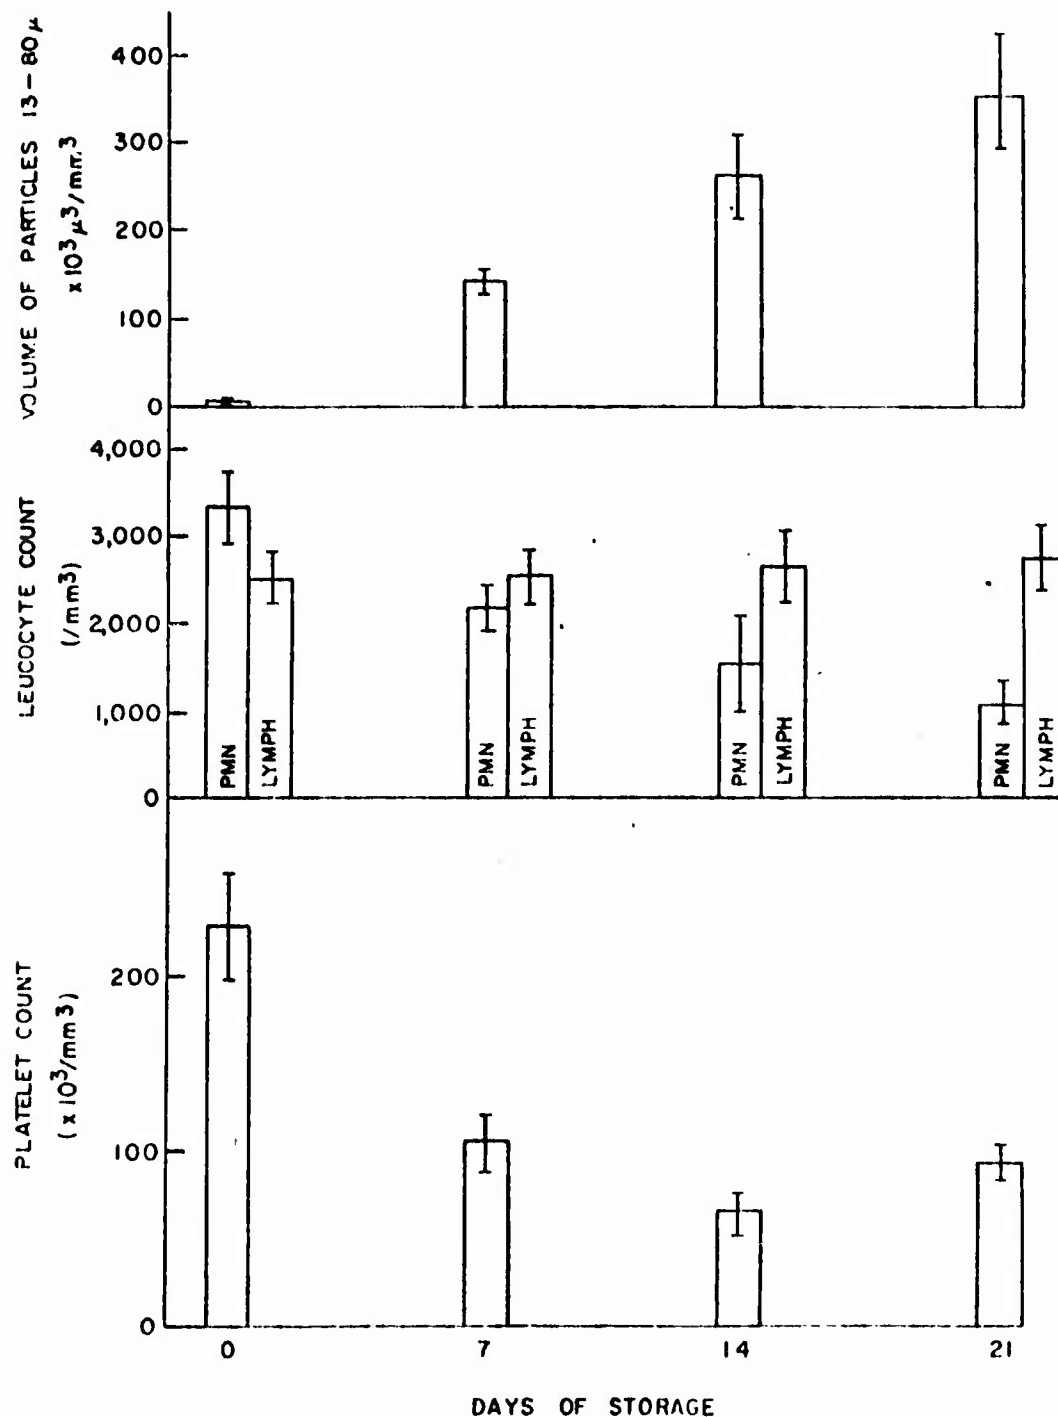 VOLUME OF PARTICLES 13-80μ
x10³μ³/mm³
400
300
200
100
0
LEUCOCYTE COUNT
(/mm³)
4,000
3,000
2,000
1,000
0
PMN
LYMPH
PMN
LYMPH
PMN
LYMPH
PMN
LYMPH
PLATELET COUNT
(x10³/mm³)
200
100
0
0 7 14 21
DAYS OF STORAGE